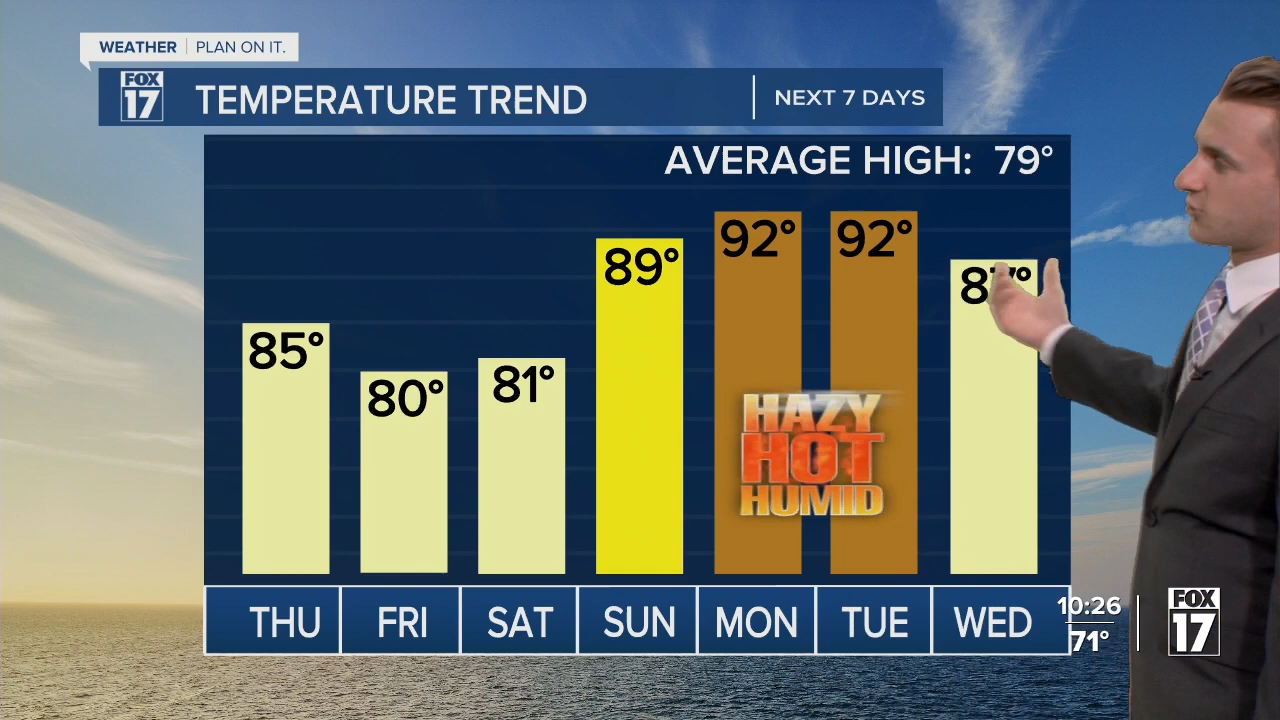 WEATHER | PLAN ON IT.
FOX
17
TEMPERATURE TREND
NEXT 7 DAYS
AVERAGE HIGH: 79°
85° 80° 81° 89° 92° 92° 87°
HAZY
HOT
HUMID
THU FRI SAT SUN MON TUE WED
10:26
71°
FOX
17